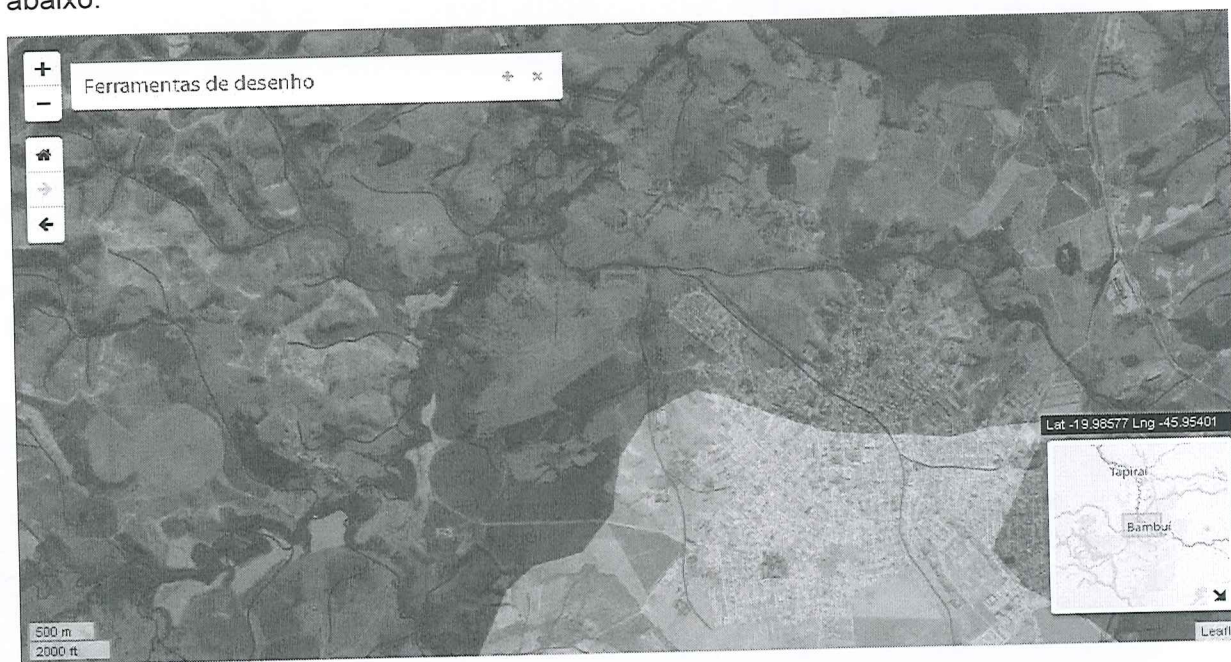 abaixo:
+
Ferramentas de desenho
−
Lat -19.98577 Lng -45.95401
Tapiraí
Bambuí
500 m
2000 ft
Leafl